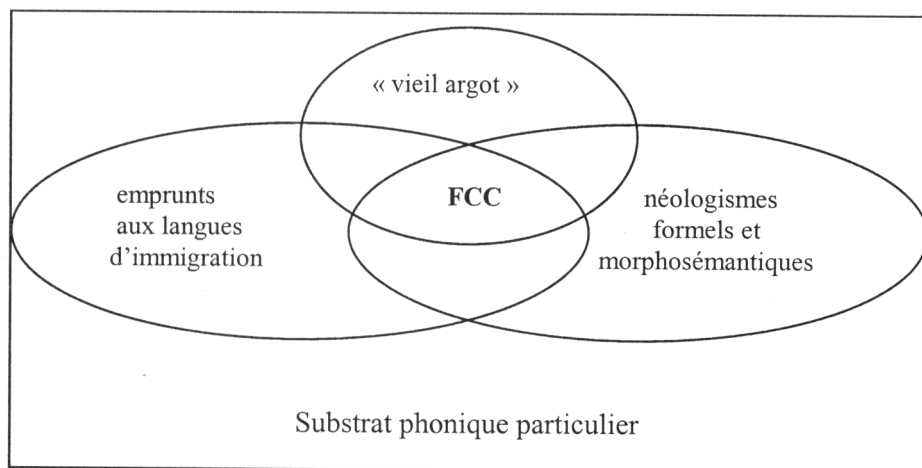 « vieil argot »
emprunts
aux langues
d’immigration
FCC
néologismes
formels et
morphosémantiques
Substrat phonique particulier